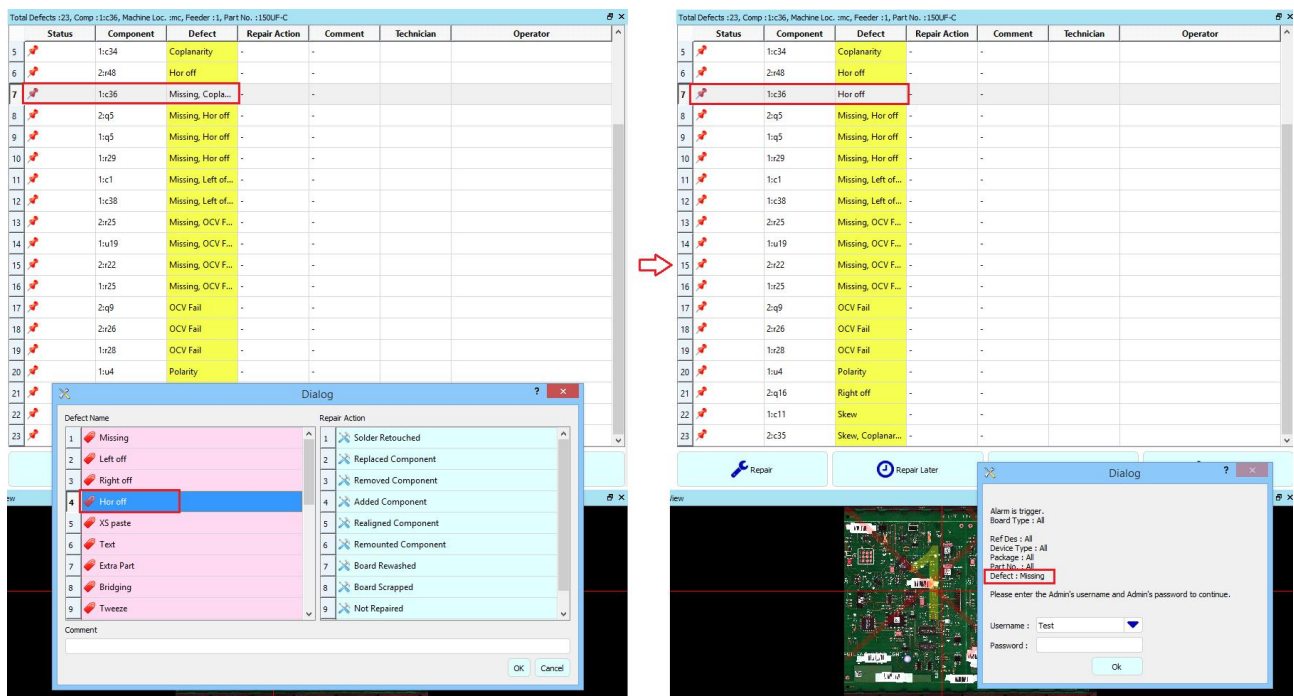 Total Defects :23, Comp :1:c36, Machine Loc. :mc, Feeder :1, Part No. :150UF-C
Status Component Defect Repair Action Comment Technician Operator
5 1:c34 Coplanarity - -
6 2:r48 Hor off - -
7 1:c36 Missing, Copla... - -
8 2:q5 Missing, Hor off - -
9 1:q5 Missing, Hor off - -
10 1:r29 Missing, Hor off - -
11 1:c1 Missing, Left of... - -
12 1:c38 Missing, Left of... - -
13 2:r25 Missing, OCV F... - -
14 1:u19 Missing, OCV F... - -
15 2:r22 Missing, OCV F... - -
16 1:r25 Missing, OCV F... - -
17 2:q9 OCV Fail - -
18 2:r26 OCV Fail - -
19 1:r28 OCV Fail - -
20 1:u4 Polarity - -
21
22
23
Dialog ?
Defect Name
1 Missing
2 Left off
3 Right off
4 Hor off
5 XS paste
6 Text
7 Extra Part
8 Bridging
9 Tweeze
Repair Action
1 Solder Retouched
2 Replaced Component
3 Removed Component
4 Added Component
5 Realigned Component
6 Remounted Component
7 Board Rewashed
8 Board Scrapped
9 Not Repaired
Comment
OK Cancel
Total Defects :23, Comp :1:c36, Machine Loc. :mc, Feeder :1, Part No. :150UF-C
Status Component Defect Repair Action Comment Technician Operator
5 1:c34 Coplanarity - -
6 2:r48 Hor off - -
7 1:c36 Hor off - -
8 2:q5 Missing, Hor off - -
9 1:q5 Missing, Hor off - -
10 1:r29 Missing, Hor off - -
11 1:c1 Missing, Left of... - -
12 1:c38 Missing, Left of... - -
13 2:r25 Missing, OCV F... - -
14 1:u19 Missing, OCV F... - -
15 2:r22 Missing, OCV F... - -
16 1:r25 Missing, OCV F... - -
17 2:q9 OCV Fail - -
18 2:r26 OCV Fail - -
19 1:r28 OCV Fail - -
20 1:u4 Polarity - -
21 2:q16 Right off - -
22 1:c11 Skew - -
23 2:c35 Skew, Coplanar... - -
Repair Repair Later
Dialog ?
Alarm is trigger.
Board Type : All
Ref Des : All
Device Type : All
Package : All
Part No. : All
Defect : Missing
Please enter the Admin's username and Admin's password to continue.
Username : Test
Password :
Ok